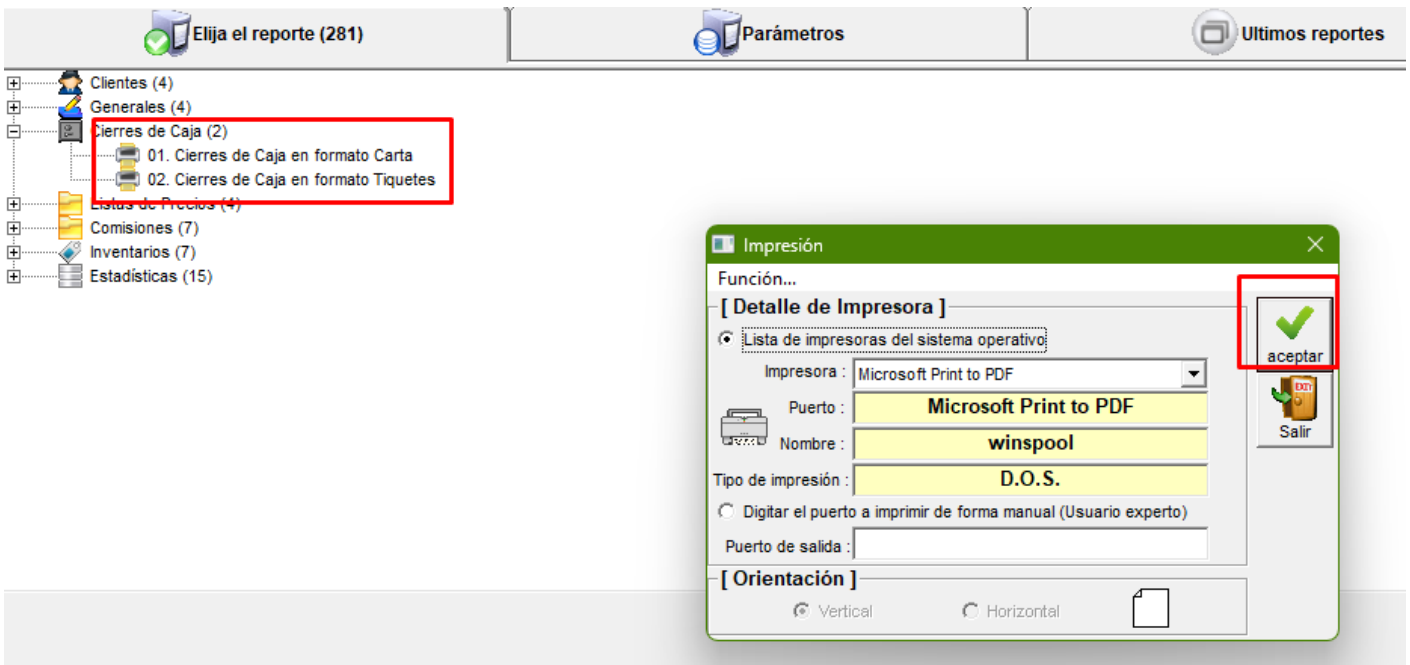 Elija el reporte (281)
Parámetros
Ultimos reportes
Clientes (4)
Generales (4)
Cierres de Caja (2)
01. Cierres de Caja en formato Carta
02. Cierres de Caja en formato Tiquetes
Listas de Precios (4)
Comisiones (7)
Inventarios (7)
Estadísticas (15)
Impresión
Función...
[ Detalle de Impresora ]
Lista de impresoras del sistema operativo
Impresora : Microsoft Print to PDF
Puerto : Microsoft Print to PDF
Nombre : winspool
Tipo de impresión : D.O.S.
Digitar el puerto a imprimir de forma manual (Usuario experto)
Puerto de salida :
[ Orientación ]
Vertical Horizontal
aceptar
EXIT
Salir